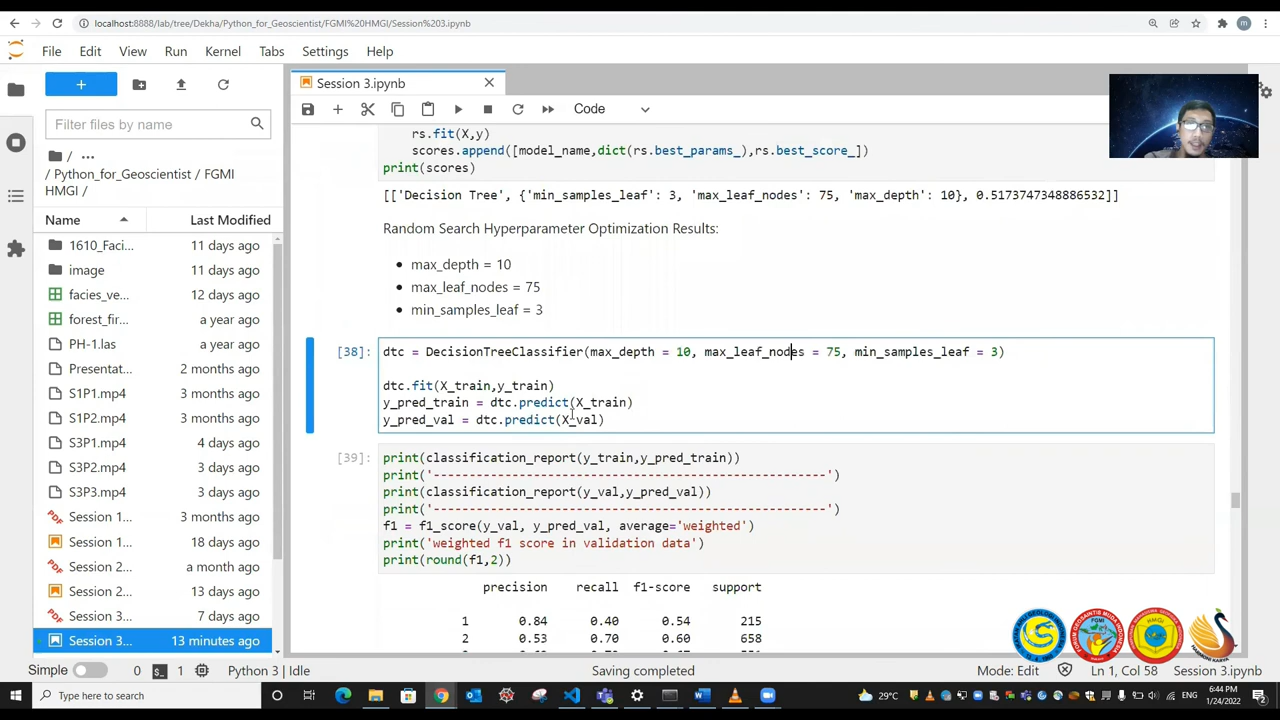 localhost:8888/lab/tree/Dekha/Python_for_Geoscientist/FGMI%20HMGI/Session%203.ipynb
m
File Edit View Run Kernel Tabs Settings Help
Session 3.ipynb
Code
Filter files by name
/ ···
/ Python_for_Geoscientist / FGMI
HMGI /
Name Last Modified
1610_Faci... 11 days ago
image 11 days ago
facies_ve... 12 days ago
forest_fir... a year ago
PH-1.las a year ago
Presentat... 2 months ago
S1P1.mp4 6 days ago
S1P2.mp4 6 days ago
S3P1.mp4 4 days ago
S3P2.mp4 3 days ago
S3P3.mp4 3 days ago
Session 1... 3 months ago
Session 1... 18 days ago
Session 2... a month ago
Session 2... 13 days ago
Session 3... 7 days ago
Session 3... 13 minutes ago
rs.fit(X,y)
scores.append([model_name,dict(rs.best_params_),rs.best_score_])
print(scores)
[['Decision Tree', {'min_samples_leaf': 3, 'max_leaf_nodes': 75, 'max_depth': 10}, 0.5173747348886532]]
Random Search Hyperparameter Optimization Results:
• max_depth = 10
• max_leaf_nodes = 75
• min_samples_leaf = 3
[38]: dtc = DecisionTreeClassifier(max_depth = 10, max_leaf_nodes = 75, min_samples_leaf = 3)
dtc.fit(X_train,y_train)
y_pred_train = dtc.predict(X_train)
y_pred_val = dtc.predict(X_val)
[39]: print(classification_report(y_train,y_pred_train))
print('-------------------------------------------------------')
print(classification_report(y_val,y_pred_val))
print('-------------------------------------------------------')
f1 = f1_score(y_val, y_pred_val, average='weighted')
print('weighted f1 score in validation data')
print(round(f1,2))
precision recall f1-score support
1 0.84 0.40 0.54 215
2 0.53 0.70 0.60 658
Simple 0 1 Python 3 | Idle Saving completed Mode: Edit Ln 1, Col 58 Session 3.ipynb
Type here to search
29°C
ENG
6:44 PM
1/24/2022